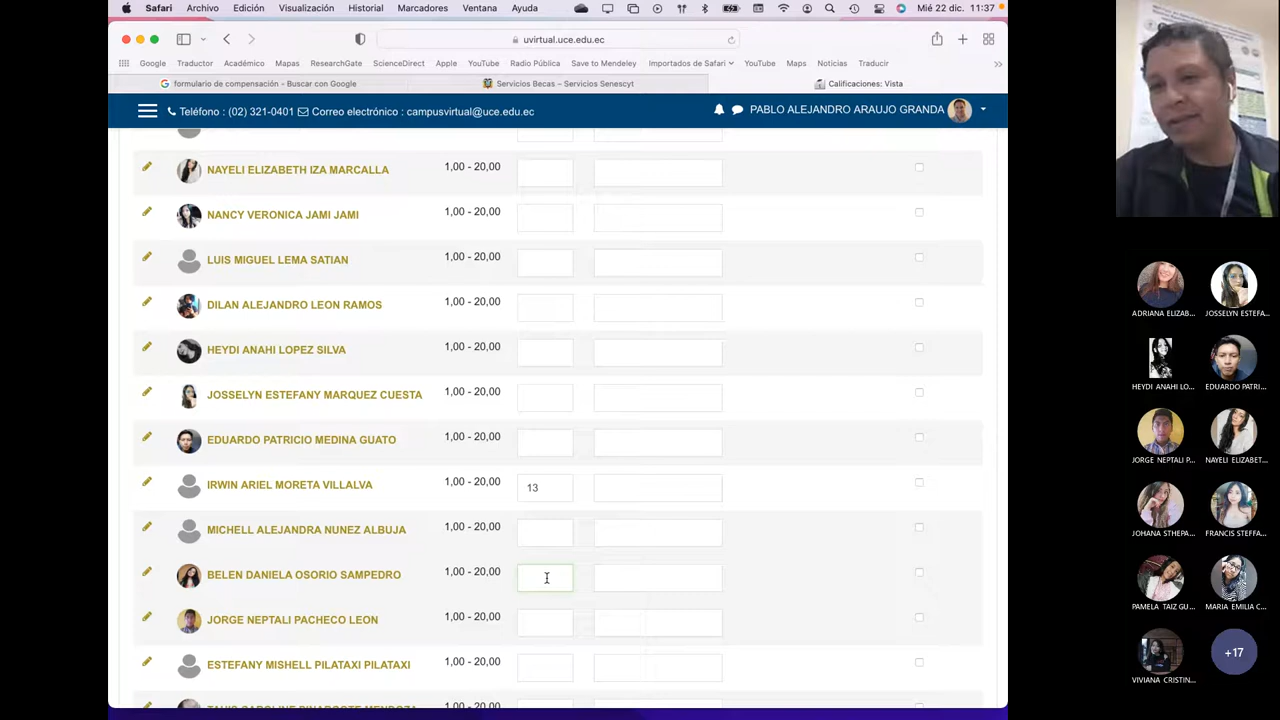 Safari Archivo Edición Visualización Historial Marcadores Ventana Ayuda Mié 22 dic. 11:37
uvirtual.uce.edu.ec
Google Traductor Académico Mapas ResearchGate ScienceDirect Apple YouTube Radio Pública Save to Mendeley Importados de Safari YouTube Maps Noticias Traducir
formulario de compensación - Buscar con Google Servicios Becas – Servicios Senescyt Calificaciones: Vista
Teléfono : (02) 321-0401 Correo electrónico : campusvirtual@uce.edu.ec PABLO ALEJANDRO ARAUJO GRANDA
NAYELI ELIZABETH IZA MARCALLA 1,00 - 20,00
NANCY VERONICA JAMI JAMI 1,00 - 20,00
LUIS MIGUEL LEMA SATIAN 1,00 - 20,00
DILAN ALEJANDRO LEON RAMOS 1,00 - 20,00
HEYDI ANAHI LOPEZ SILVA 1,00 - 20,00
JOSSELYN ESTEFANY MARQUEZ CUESTA 1,00 - 20,00
EDUARDO PATRICIO MEDINA GUATO 1,00 - 20,00
IRWIN ARIEL MORETA VILLALVA 1,00 - 20,00 13
MICHELL ALEJANDRA NUNEZ ALBUJA 1,00 - 20,00
BELEN DANIELA OSORIO SAMPEDRO 1,00 - 20,00
JORGE NEPTALI PACHECO LEON 1,00 - 20,00
ESTEFANY MISHELL PILATAXI PILATAXI 1,00 - 20,00
ADRIANA ELIZAB... JOSSELYN ESTEFA...
HEYDI ANAHI LO... EDUARDO PATRI...
JORGE NEPTALI P... NAYELI ELIZABET...
JOHANA STHEPA... FRANCIS STEFFA...
PAMELA TAIZ GU... MARIA EMILIA C...
VIVIANA CRISTIN... +17